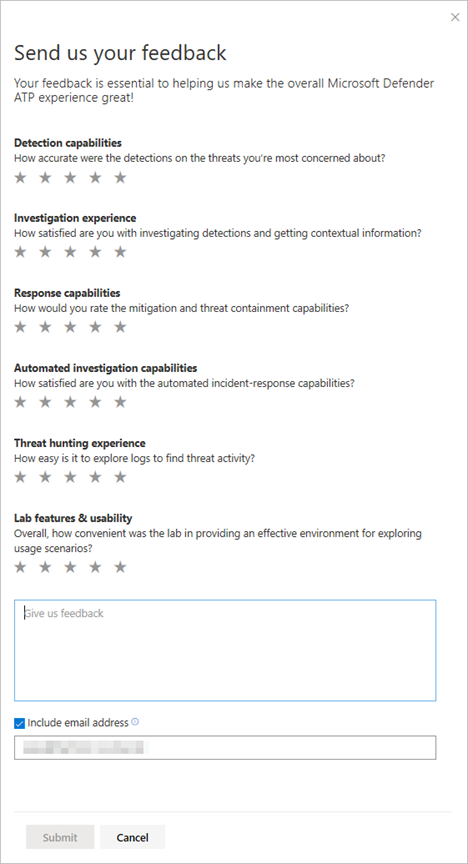 Send us your feedback
Your feedback is essential to helping us make the overall Microsoft Defender
ATP experience great!
Detection capabilities
How accurate were the detections on the threats you're most concerned about?
Investigation experience
How satisfied are you with investigating detections and getting contextual information?
Response capabilities
How would you rate the mitigation and threat containment capabilities?
Automated investigation capabilities
How satisfied are you with the automated incident-response capabilities?
Threat hunting experience
How easy is it to explore logs to find threat activity?
Lab features & usability
Overall, how convenient was the lab in providing an effective environment for exploring
usage scenarios?
Give us feedback
Include email address
Submit Cancel